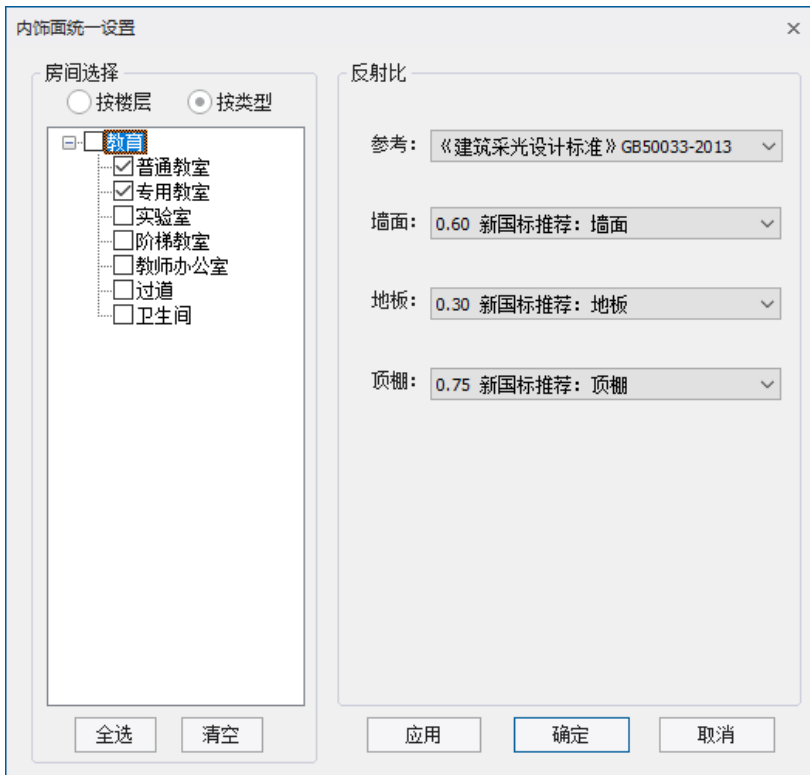 内饰面统一设置
房间选择
按楼层 按类型
教育
普通教室
专用教室
实验室
阶梯教室
教师办公室
过道
卫生间
全选 清空
反射比
参考： 《建筑采光设计标准》GB50033-2013
墙面： 0.60 新国标推荐：墙面
地板： 0.30 新国标推荐：地板
顶棚： 0.75 新国标推荐：顶棚
应用 确定 取消